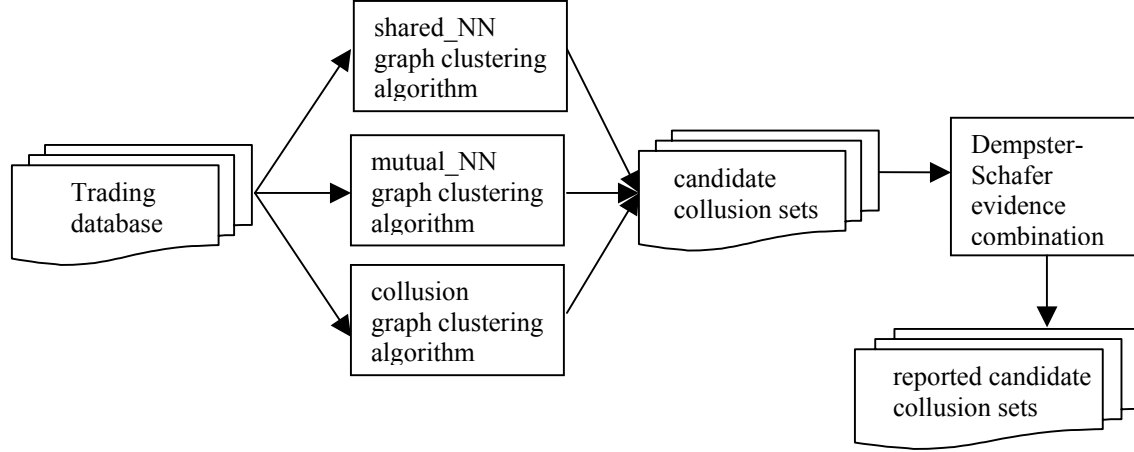 shared_NN
graph clustering
algorithm
Trading
database
mutual_NN
graph clustering
algorithm
collusion
graph clustering
algorithm
candidate
collusion sets
Dempster-
Schafer
evidence
combination
reported candidate
collusion sets